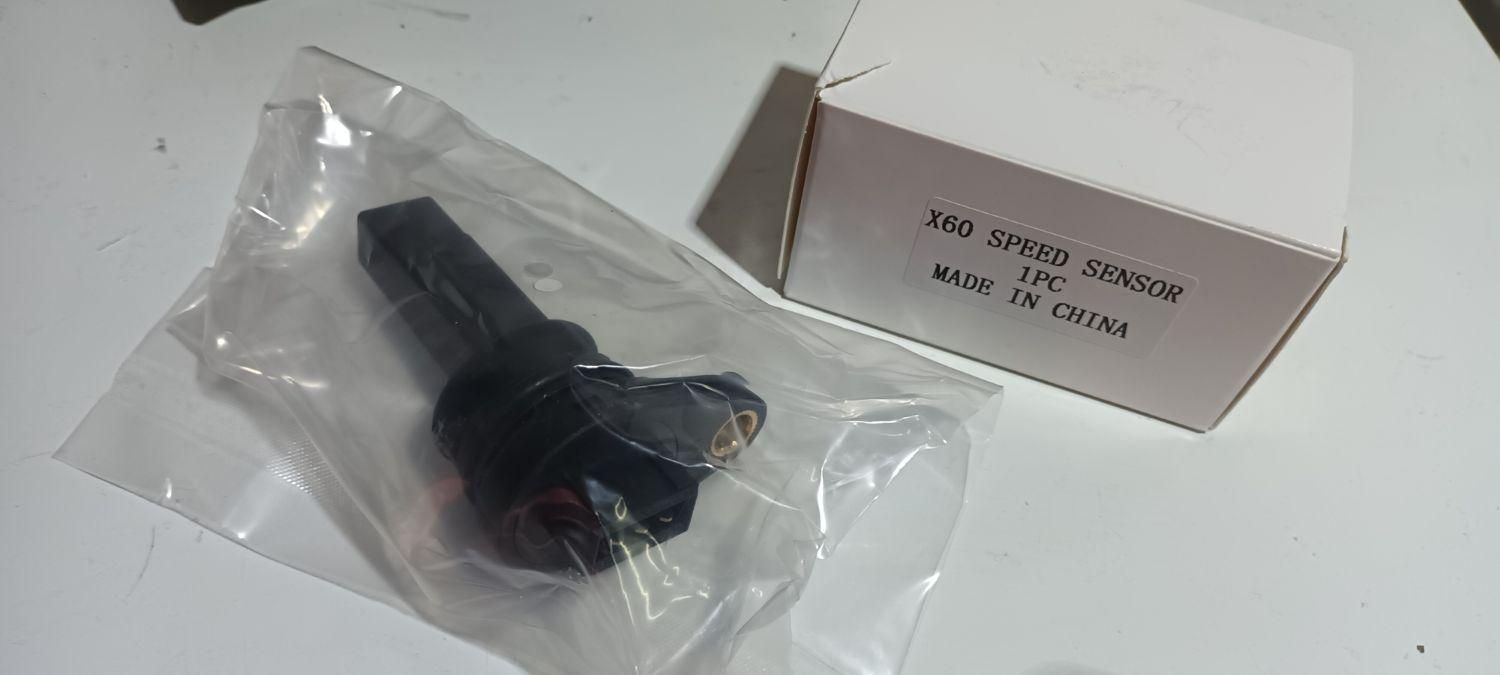 X60 SPEED SENSOR
1PC
MADE IN CHINA